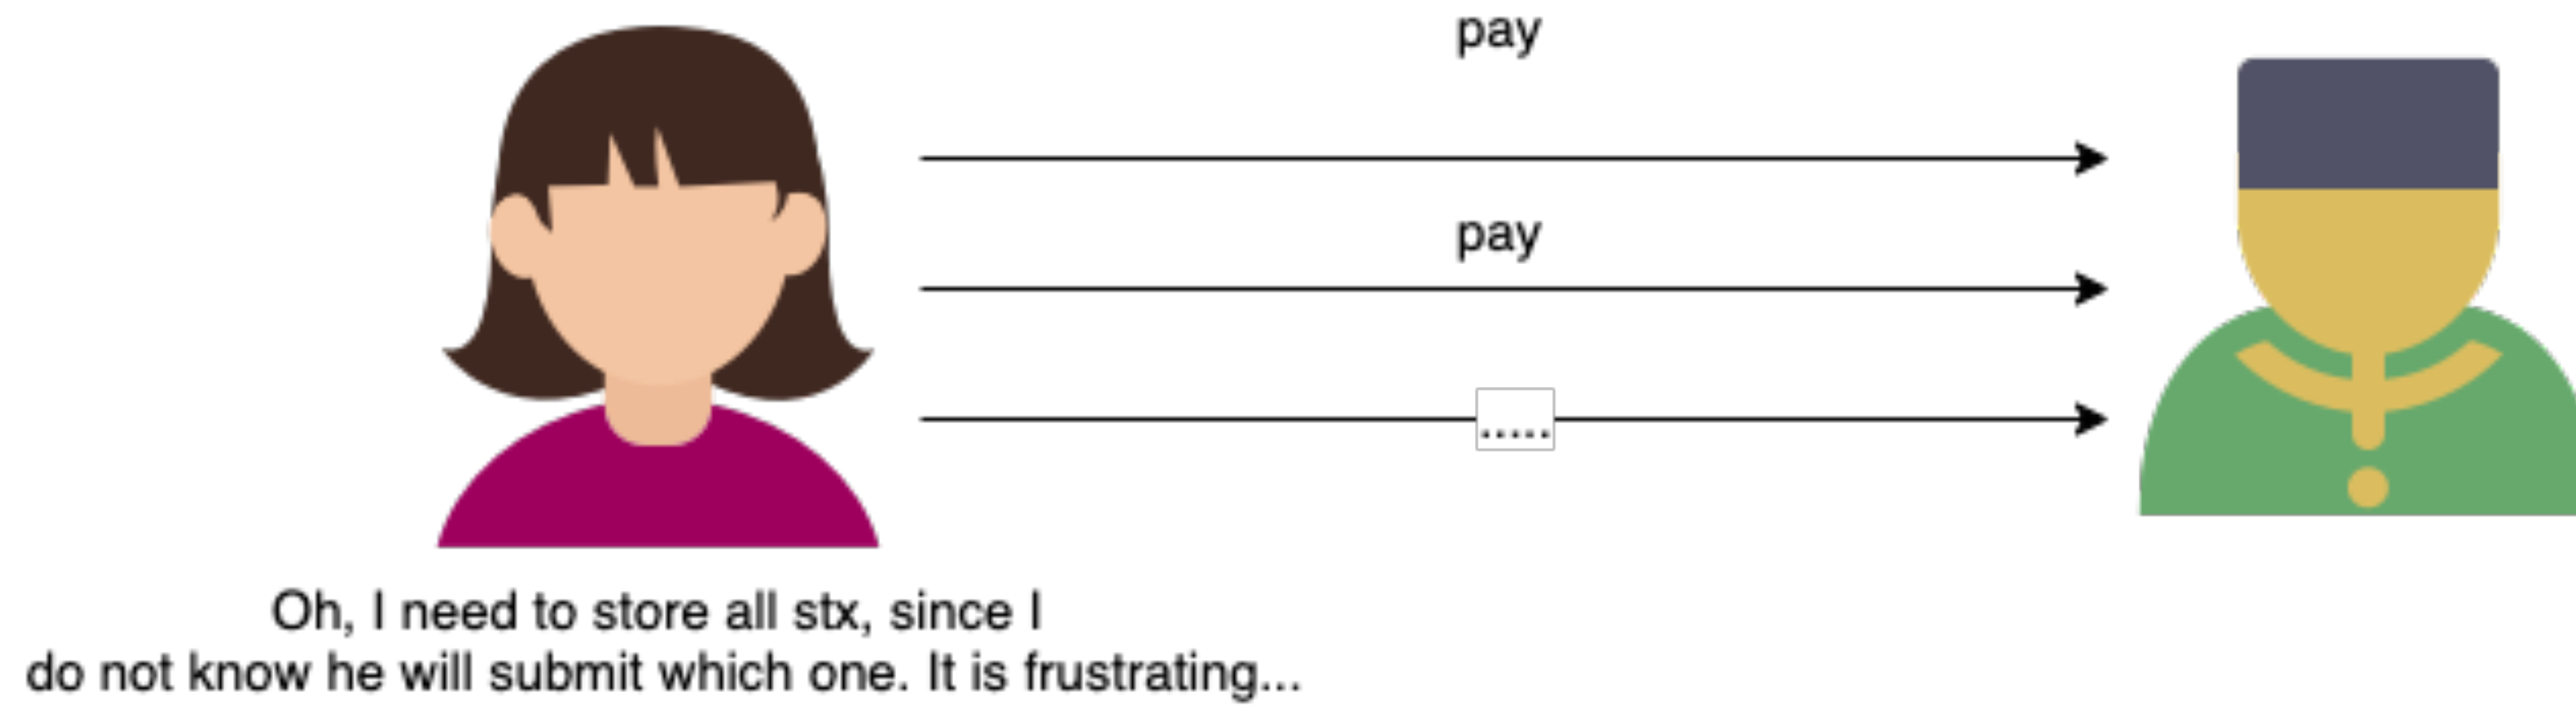 pay
pay
.....
Oh, I need to store all stx, since I
do not know he will submit which one. It is frustrating...